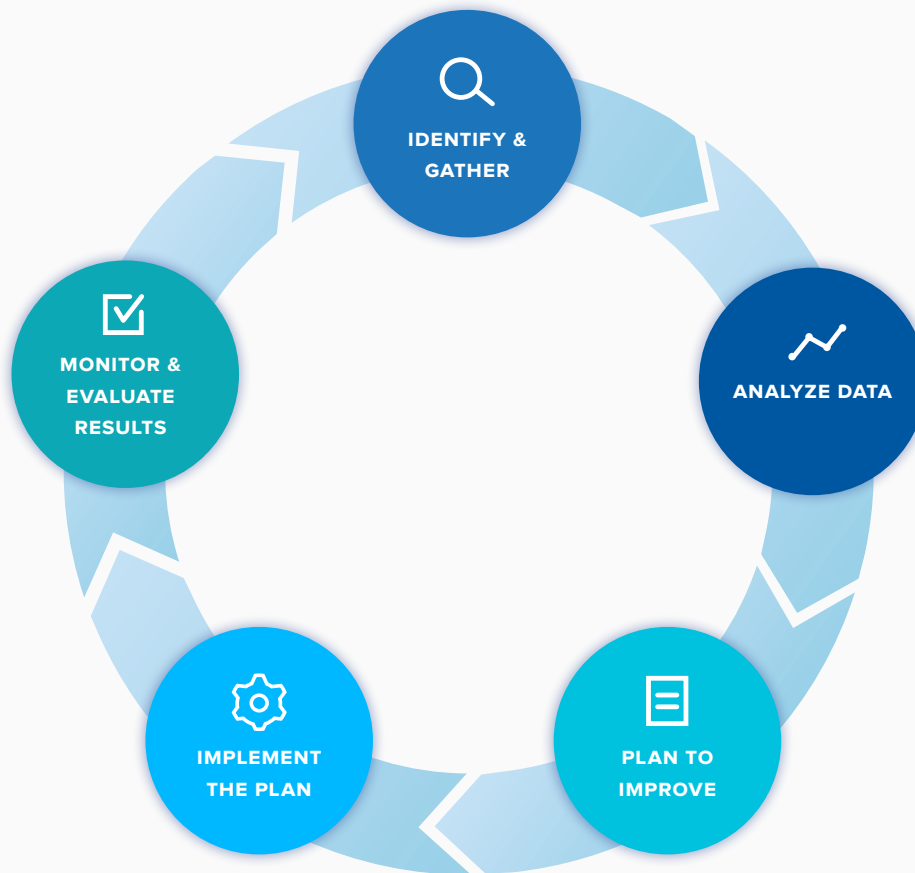 IDENTIFY &
GATHER
ANALYZE DATA
PLAN TO
IMPROVE
IMPLEMENT
THE PLAN
MONITOR &
EVALUATE
RESULTS